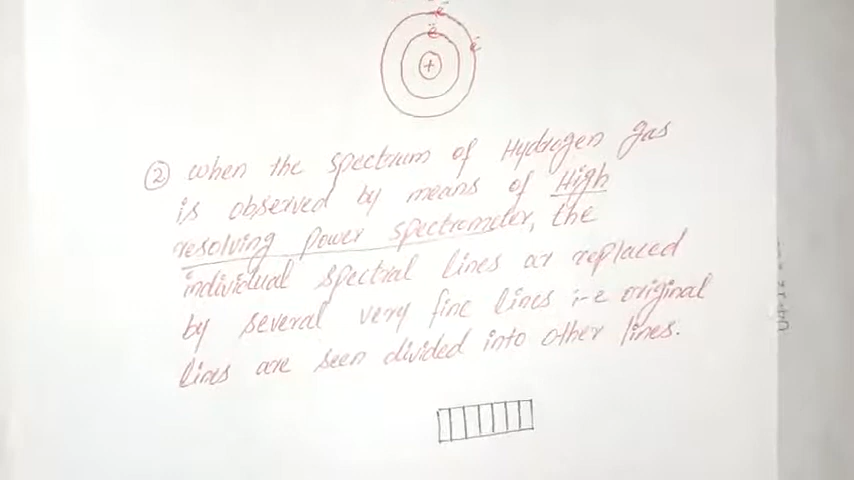 e
e
e
+
② when the spectrum of Hydrogen gas
is observed by means of High
resolving power spectrometer, the
individual spectral lines ar replaced
by several very fine lines i-e original
lines are seen divided into other lines.